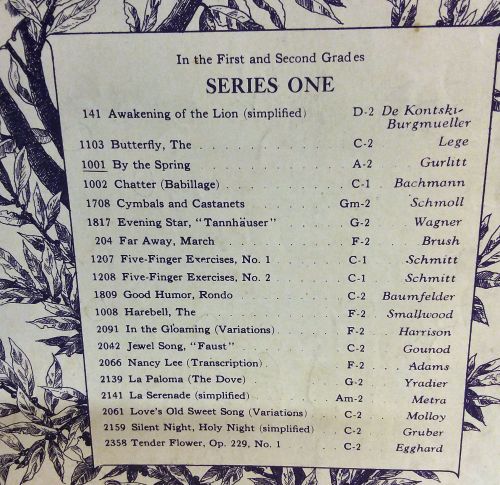 In the First and Second Grades
SERIES ONE
141 Awakening of the Lion (simplified) D-2 De Kontski-
Burgmueller
1103 Butterfly, The . . . . . . . . C-2 Lege
1001 By the Spring . . . . . . . . A-2 Gurlitt
1002 Chatter (Babillage) . . . . . . . . C-1 Bachmann
1708 Cymbals and Castanets . . . . . . Gm-2 Schmoll
1817 Evening Star, "Tannhäuser" . . . . . . G-2 Wagner
204 Far Away, March . . . . . . . . F-2 Brush
1207 Five-Finger Exercises, No. 1 . . . . . . C-1 Schmitt
1208 Five-Finger Exercises, No. 2 . . . . . . C-1 Schmitt
1809 Good Humor, Rondo . . . . . . . . C-2 Baumfelder
1008 Harebell, The . . . . . . . . F-2 Smallwood
2091 In the Gloaming (Variations) . . . . . . F-2 Harrison
2042 Jewel Song, "Faust" . . . . . . . . C-2 Gounod
2066 Nancy Lee (Transcription) . . . . . . F-2 Adams
2139 La Paloma (The Dove) . . . . . . . . G-2 Yradier
2141 La Serenade (simplified) . . . . . . Am-2 Metra
2061 Love's Old Sweet Song (Variations) . . . . C-2 Molloy
2159 Silent Night, Holy Night (simplified) . . . . C-2 Gruber
2358 Tender Flower, Op. 229, No. 1 . . . . C-2 Egghard